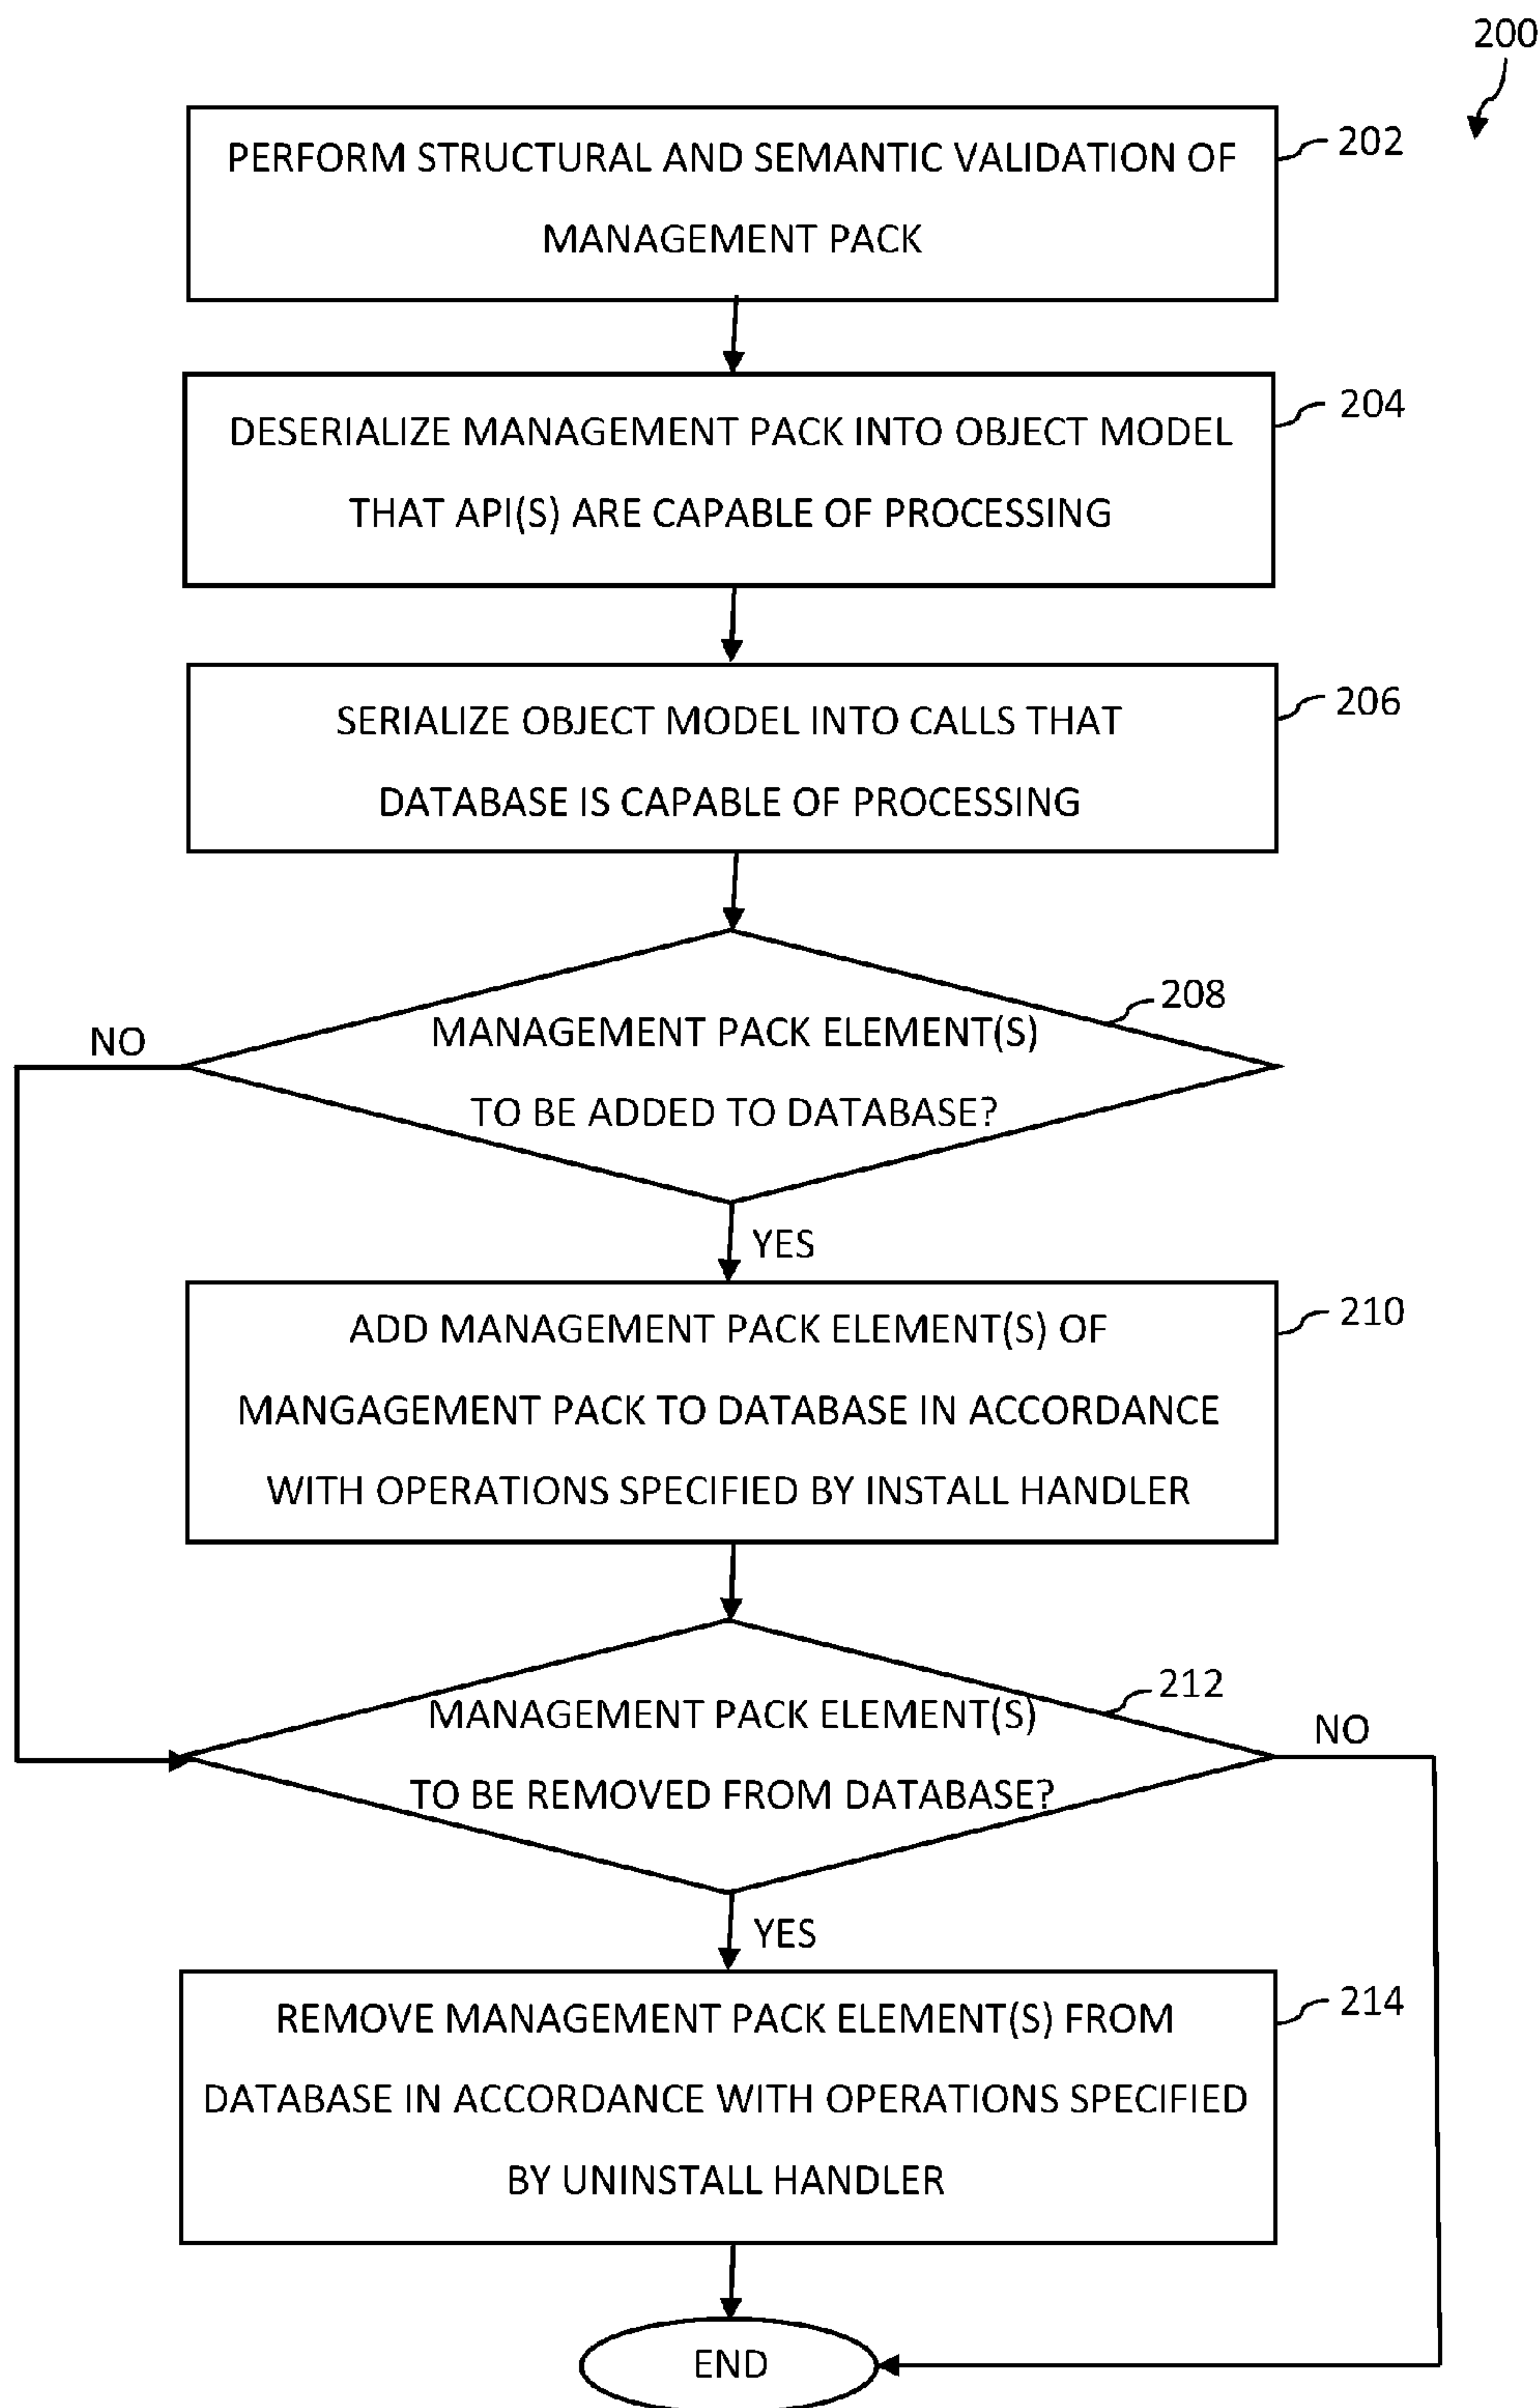 200
PERFORM STRUCTURAL AND SEMANTIC VALIDATION OF
MANAGEMENT PACK
202
DESERIALIZE MANAGEMENT PACK INTO OBJECT MODEL
THAT API(S) ARE CAPABLE OF PROCESSING
204
SERIALIZE OBJECT MODEL INTO CALLS THAT
DATABASE IS CAPABLE OF PROCESSING
206
MANAGEMENT PACK ELEMENT(S)
TO BE ADDED TO DATABASE?
208
NO
YES
ADD MANAGEMENT PACK ELEMENT(S) OF
MANGAGEMENT PACK TO DATABASE IN ACCORDANCE
WITH OPERATIONS SPECIFIED BY INSTALL HANDLER
210
MANAGEMENT PACK ELEMENT(S)
TO BE REMOVED FROM DATABASE?
212
NO
YES
REMOVE MANAGEMENT PACK ELEMENT(S) FROM
DATABASE IN ACCORDANCE WITH OPERATIONS SPECIFIED
BY UNINSTALL HANDLER
214
END